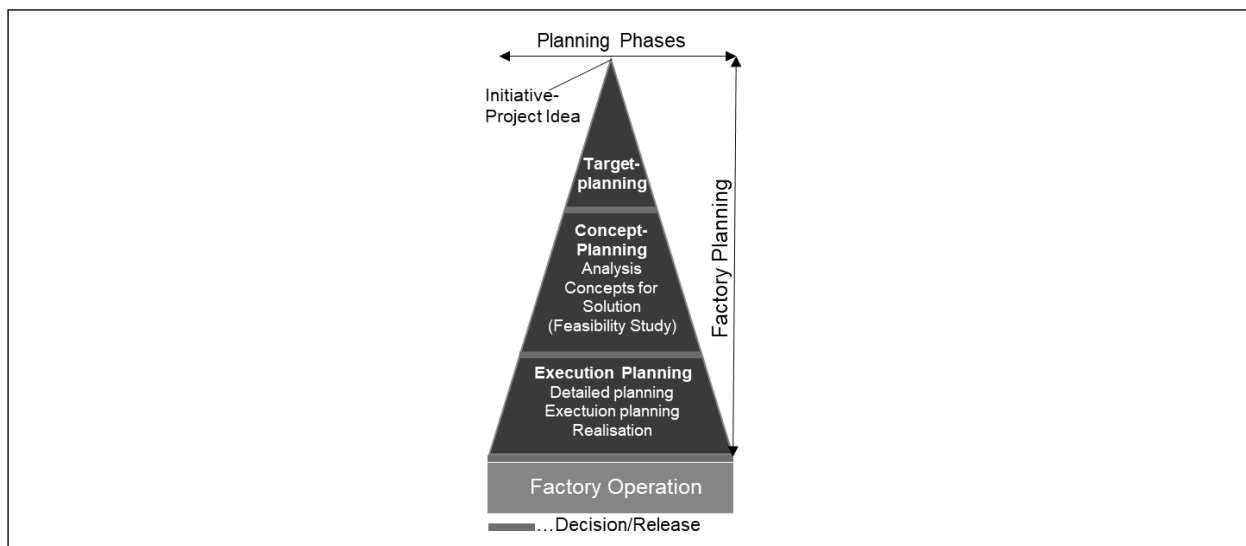 Planning Phases
Initiative-
Project Idea
Target-
planning
Concept-
Planning
Analysis
Concepts for
Solution
(Feasibility Study)
Execution Planning
Detailed planning
Exectuion planning
Realisation
Factory Planning
Factory Operation
...Decision/Release